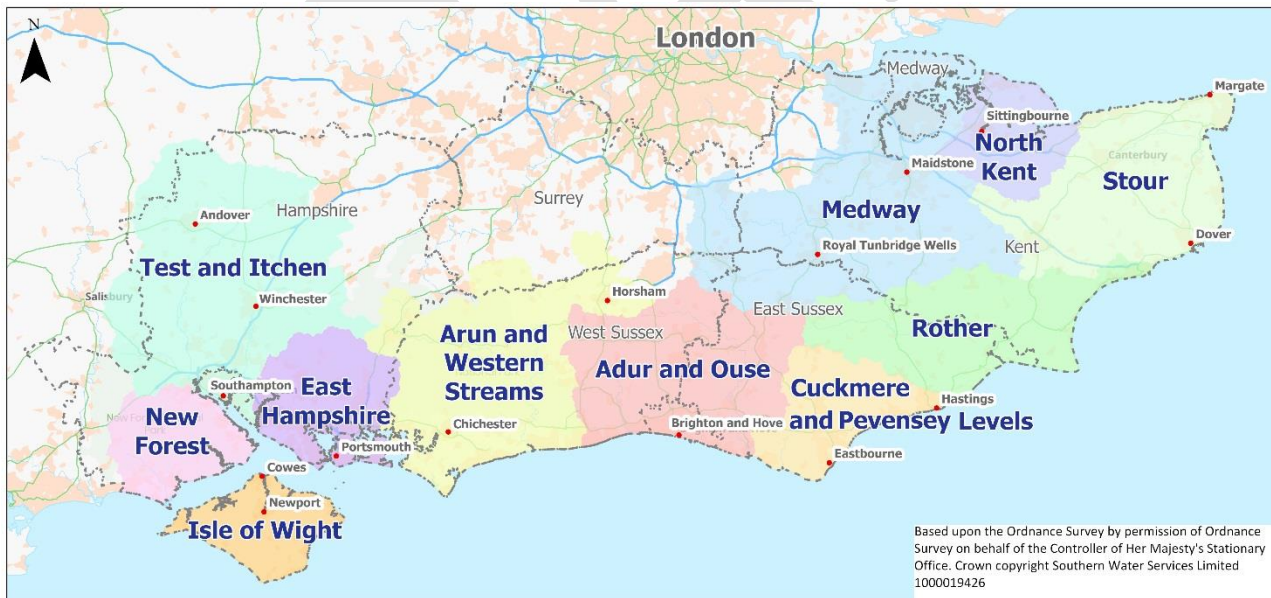 N
London
Medway
Margate
Sittingbourne
North
Kent
Canterbury
Maidstone
Stour
Surrey
Hampshire
Andover
Medway
Kent
Dover
Royal Tunbridge Wells
Test and Itchen
Salisbury
Winchester
Horsham
East Sussex
Rother
Arun and
Western
Streams
West Sussex
Adur and Ouse
Cuckmere
and Pevensey Levels
Hastings
Southampton
East
Hampshire
New
Forest
Chichester
Brighton and Hove
Portsmouth
Eastbourne
Cowes
Newport
Isle of Wight
Based upon the Ordnance Survey by permission of Ordnance
Survey on behalf of the Controller of Her Majesty's Stationary
Office. Crown copyright Southern Water Services Limited
1000019426